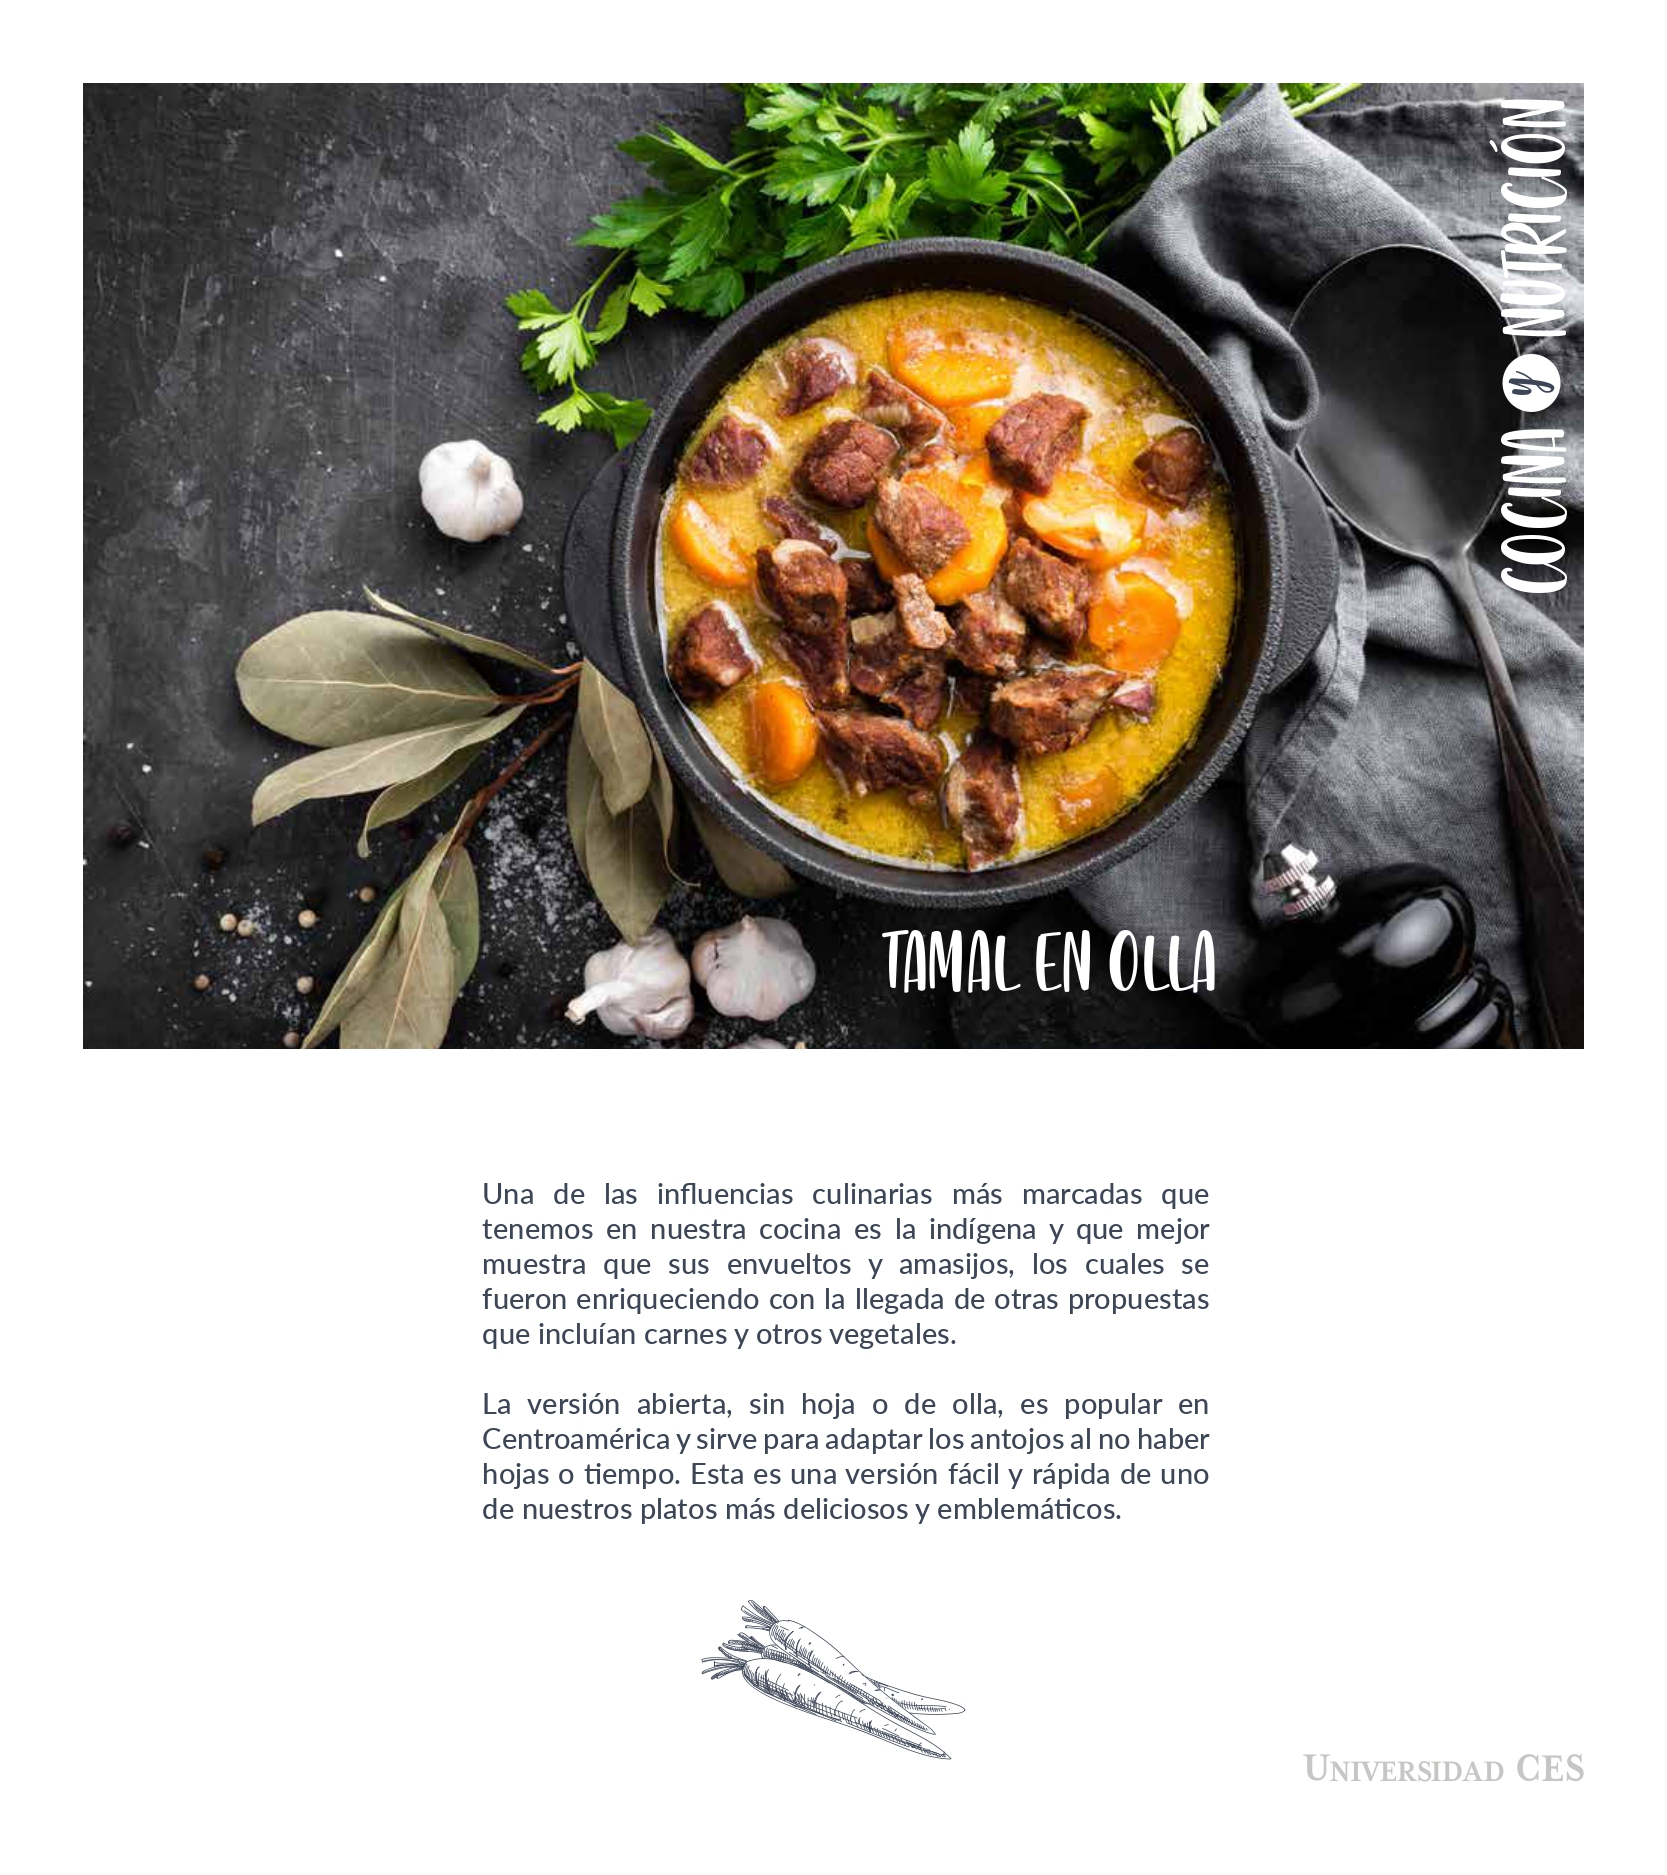 COCINA y NUTRICIÓN
TAMAL EN OLLA
Una de las influencias culinarias más marcadas que
tenemos en nuestra cocina es la indígena y que mejor
muestra que sus envueltos y amasijos, los cuales se
fueron enriqueciendo con la llegada de otras propuestas
que incluían carnes y otros vegetales.
La versión abierta, sin hoja o de olla, es popular en
Centroamérica y sirve para adaptar los antojos al no haber
hojas o tiempo. Esta es una versión fácil y rápida de uno
de nuestros platos más deliciosos y emblemáticos.
UNIVERSIDAD CES